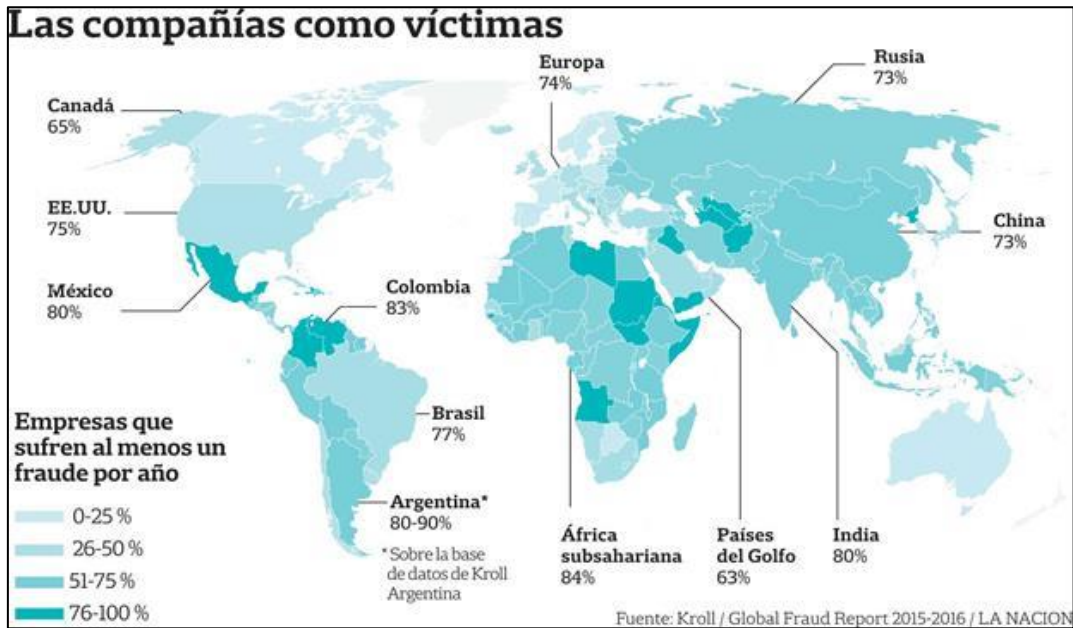 Las compañías como víctimas
Canadá
65%
EE.UU.
75%
México
80%
Colombia
83%
Europa
74%
Rusia
73%
China
73%
Brasil
77%
Argentina*
80-90%
* Sobre la base
de datos de Kroll
Argentina
África
subsahariana
84%
Países
del Golfo
63%
India
80%
Empresas que
sufren al menos un
fraude por año
0-25 %
26-50 %
51-75 %
76-100 %
Fuente: Kroll / Global Fraud Report 2015-2016 / LA NACION